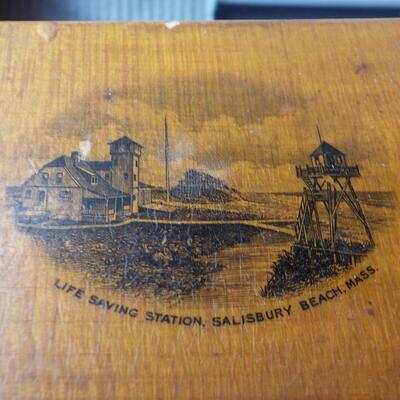 LIFE SAVING STATION, SALISBURY BEACH, MASS.